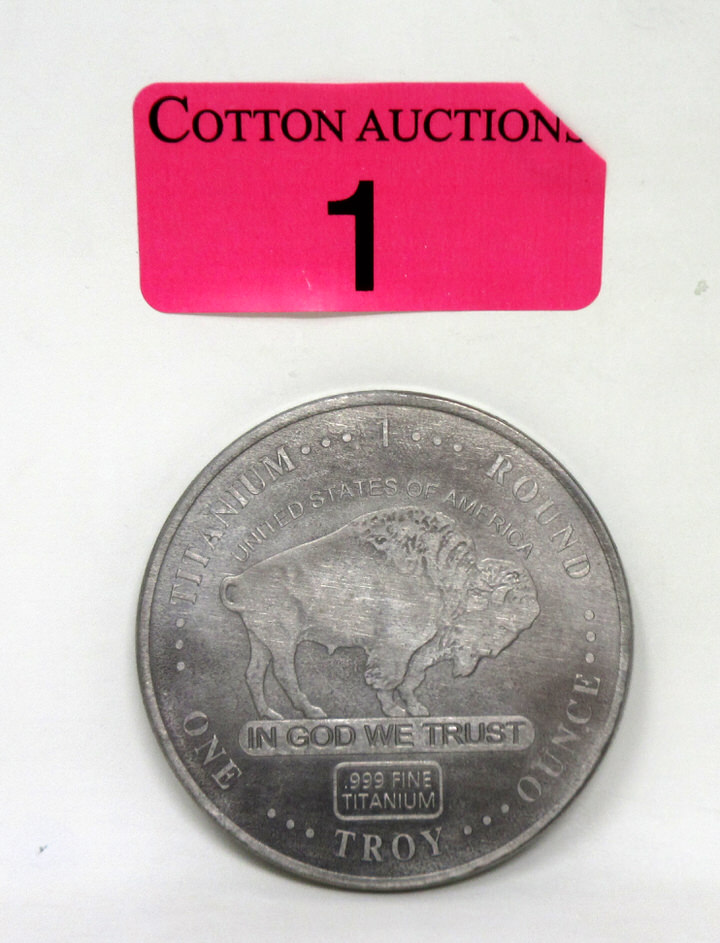 COTTON AUCTIONS
1
TITANIUM ... 1 ... ROUND
UNITED STATES OF AMERICA
IN GOD WE TRUST
.999 FINE
TITANIUM
ONE ... TROY ... OUNCE